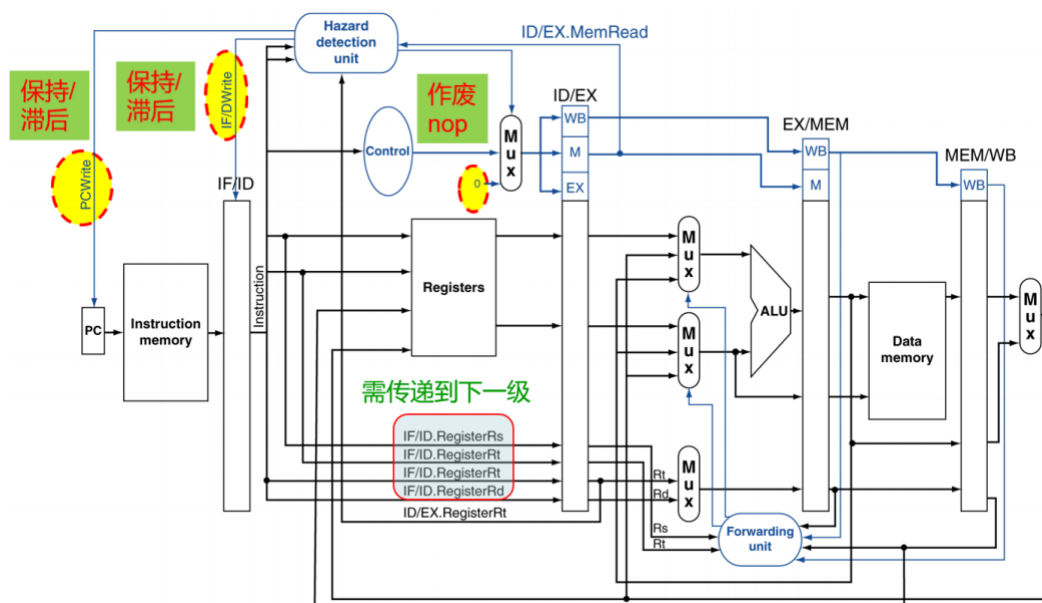 Hazard
detection
unit
ID/EX.MemRead
保持/
滞后
保持/
滞后
IF/DWrite
作废
nop
ID/EX
WB
M
EX
Mux
Control
0
EX/MEM
WB
M
MEM/WB
WB
PCWrite
IF/ID
Instruction
PC
Instruction
memory
Registers
Mux
Mux
ALU
Data
memory
Mux
需传递到下一级
IF/ID.RegisterRs
IF/ID.RegisterRt
IF/ID.RegisterRt
IF/ID.RegisterRd
ID/EX.RegisterRt
Rt
Rd
Mux
Rs
Rt
Forwarding
unit